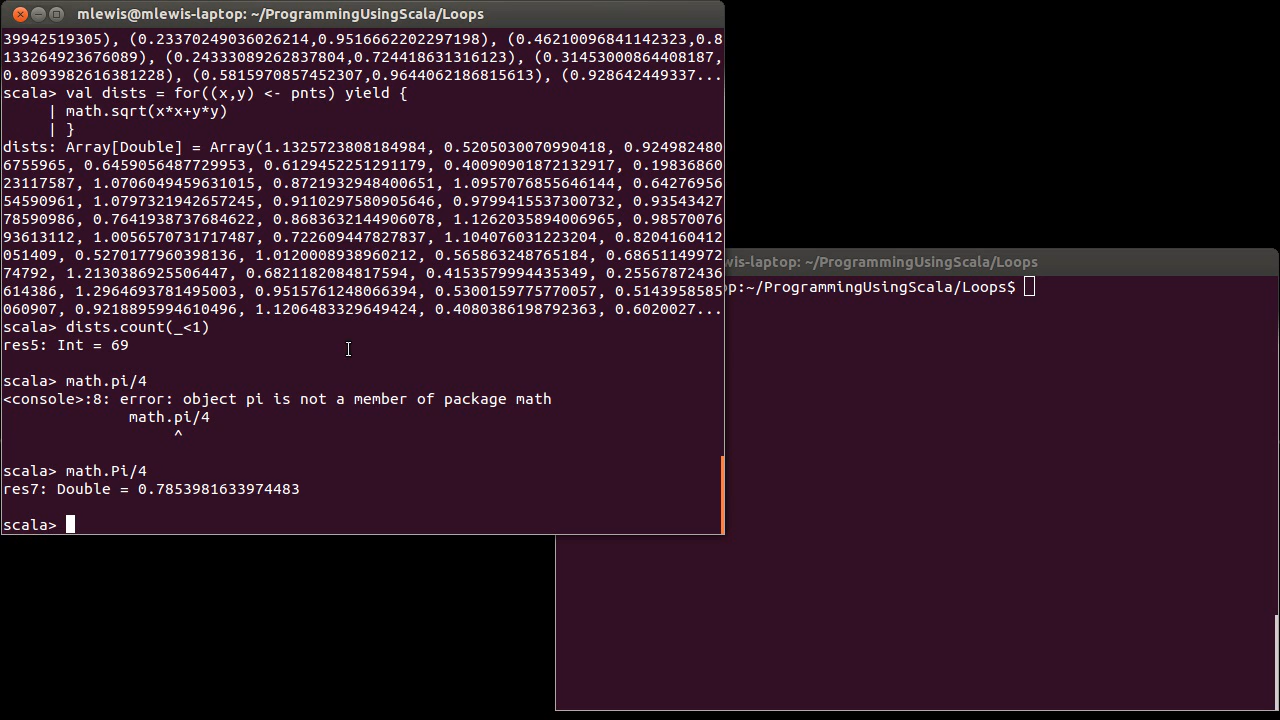 mlewis@mlewis-laptop: ~/ProgrammingUsingScala/Loops
39942519305), (0.23370249036026214,0.9516662202297198), (0.46210096841142323,0.8
133264923676089), (0.24333089262837804,0.724418631316123), (0.31453000864408187,
0.8093982616381228), (0.5815970857452307,0.9644062186815613), (0.928642449337...
scala> val dists = for((x,y) <- pnts) yield {
     | math.sqrt(x*x+y*y)
     | }
dists: Array[Double] = Array(1.1325723808184984, 0.5205030070990418, 0.924982480
6755965, 0.6459056487729953, 0.6129452251291179, 0.40090901872132917, 0.19836860
23117587, 1.0706049459631015, 0.8721932948400651, 1.0957076855646144, 0.64276956
54590961, 1.0797321942657245, 0.9110297580905646, 0.9799415537300732, 0.93543427
78590986, 0.7641938737684622, 0.8683632144906078, 1.1262035894006965, 0.98570076
93613112, 1.0056570731717487, 0.722609447827837, 1.104076031223204, 0.8204160412
051409, 0.5270177960398136, 1.0120008938960212, 0.565863248765184, 0.68651149972
74792, 1.2130386925506447, 0.6821182084817594, 0.4153579994435349, 0.25567872436
614386, 1.2964693781495003, 0.9515761248066394, 0.5300159775770057, 0.5143958585
060907, 0.9218895994610496, 1.1206483329649424, 0.4080386198792363, 0.6020027...
scala> dists.count(_<1)
res5: Int = 69
scala> math.pi/4
<console>:8: error: object pi is not a member of package math
              math.pi/4
                   ^
scala> math.Pi/4
res7: Double = 0.7853981633974483
scala>
wis-laptop: ~/ProgrammingUsingScala/Loops
op:~/ProgrammingUsingScala/Loops$